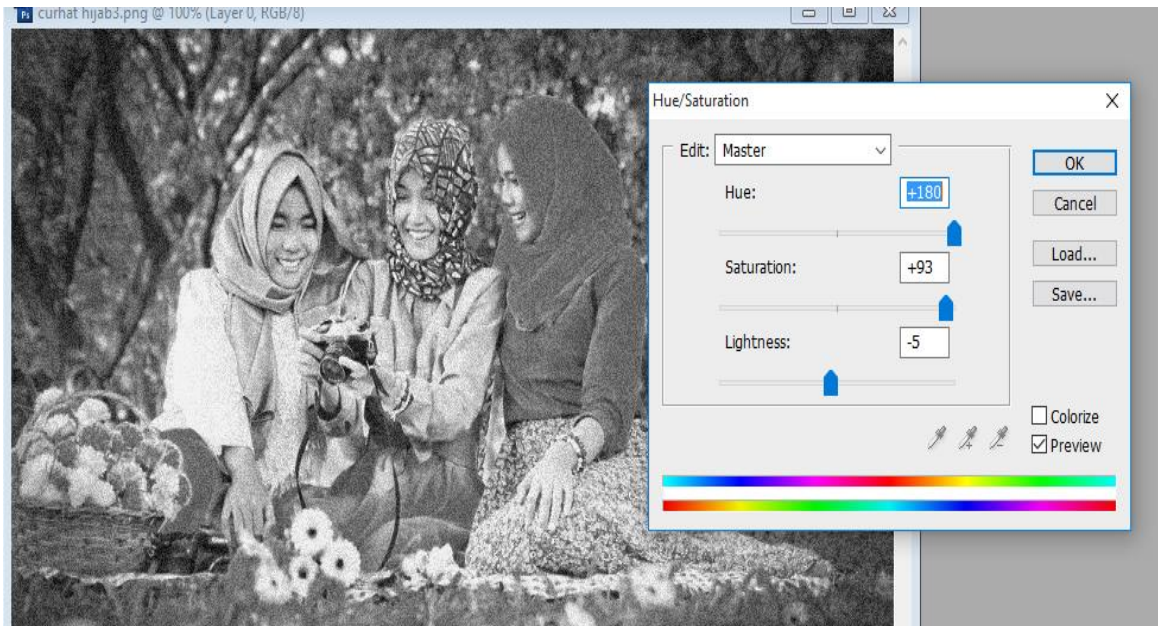 Ps curhat hijab3.png @ 100% (Layer 0, RGB/8)
Hue/Saturation
Edit: Master
OK
Hue: +180
Cancel
Load...
Saturation: +93
Save...
Lightness: -5
Colorize
Preview